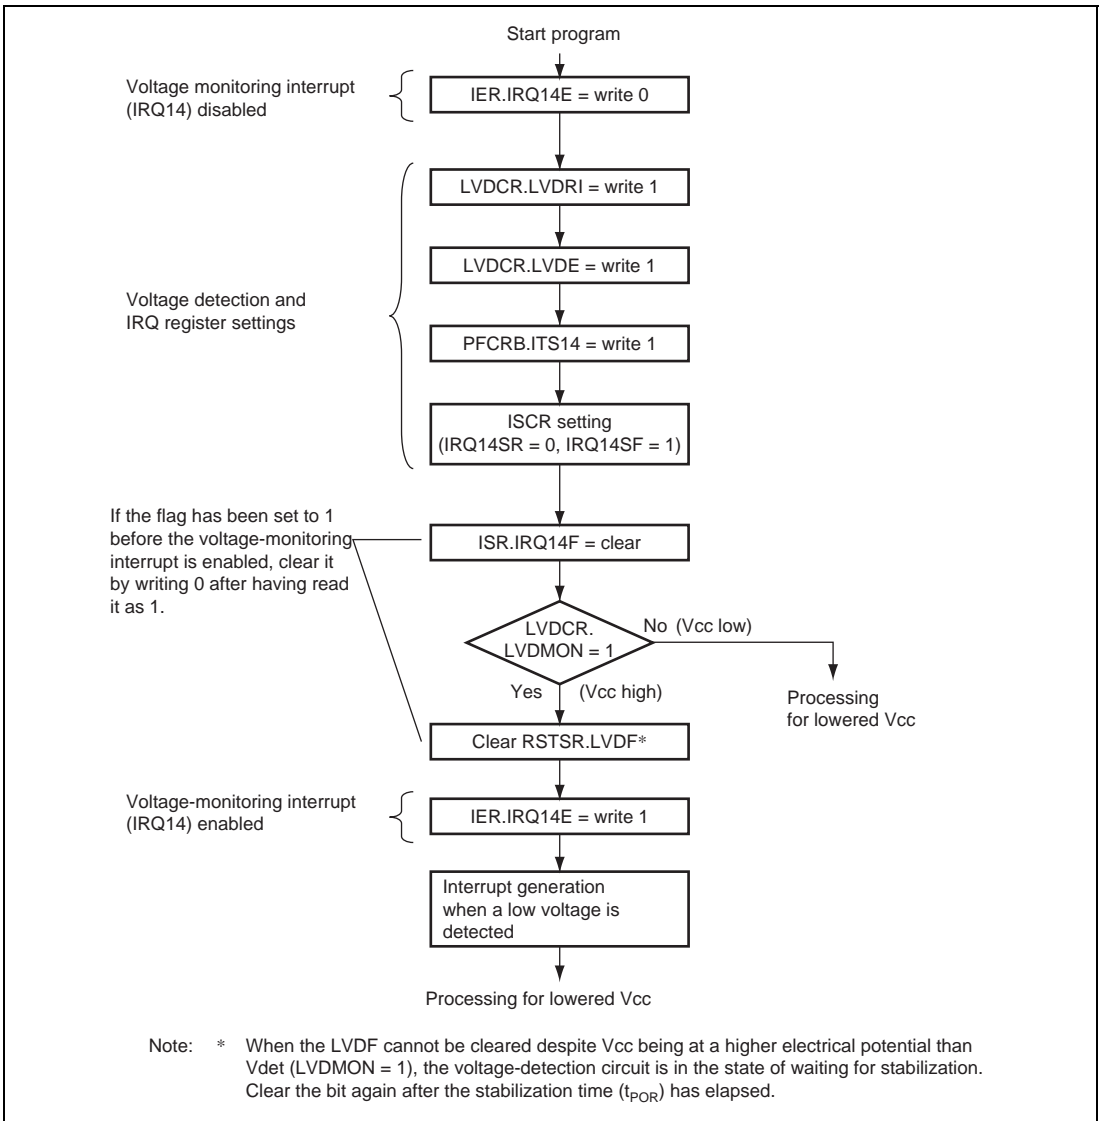 Start program
Voltage monitoring interrupt
(IRQ14) disabled
IER.IRQ14E = write 0
LVDCR.LVDRI = write 1
LVDCR.LVDE = write 1
Voltage detection and
IRQ register settings
PFCRB.ITS14 = write 1
ISCR setting
(IRQ14SR = 0, IRQ14SF = 1)
If the flag has been set to 1
before the voltage-monitoring
interrupt is enabled, clear it
by writing 0 after having read
it as 1.
ISR.IRQ14F = clear
LVDCR.
LVDMON = 1
No (Vcc low)
Yes (Vcc high)
Processing
for lowered Vcc
Clear RSTSR.LVDF*
Voltage-monitoring interrupt
(IRQ14) enabled
IER.IRQ14E = write 1
Interrupt generation
when a low voltage is
detected
Processing for lowered Vcc
Note: * When the LVDF cannot be cleared despite Vcc being at a higher electrical potential than
Vdet (LVDMON = 1), the voltage-detection circuit is in the state of waiting for stabilization.
Clear the bit again after the stabilization time (tPOR) has elapsed.